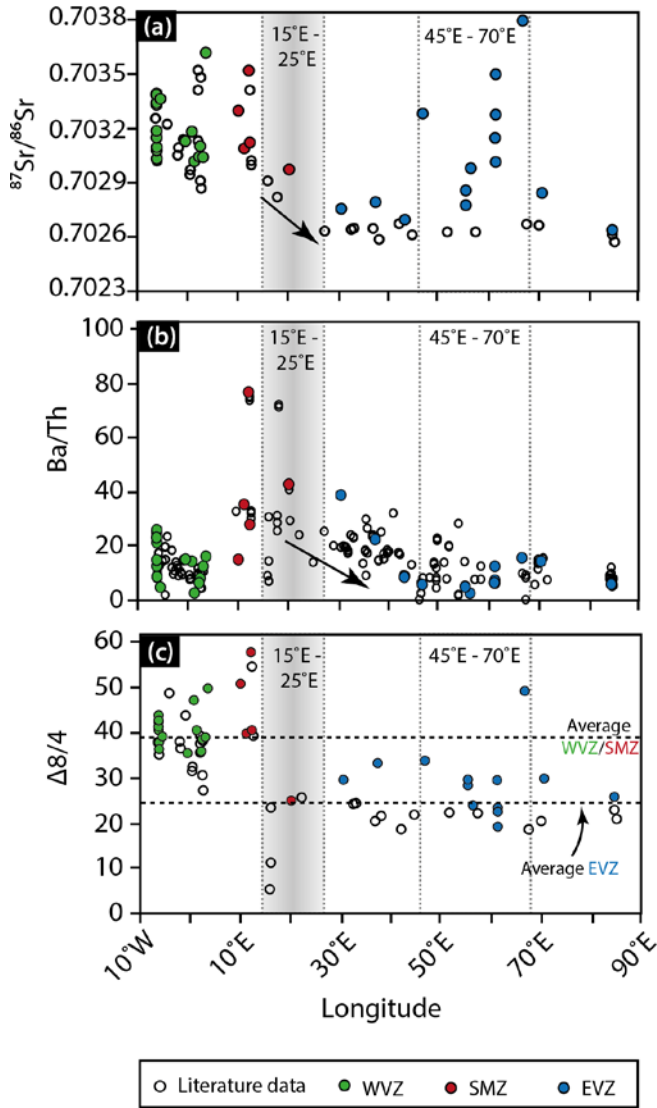 (a)
15°E -
25°E
45°E - 70°E
0.7038
0.7035
0.7032
0.7029
0.7026
0.7023
87Sr/86Sr
(b)
15°E -
25°E
45°E - 70°E
100
80
60
40
20
0
Ba/Th
(c)
15°E -
25°E
45°E - 70°E
60
50
40
30
20
10
0
Δ8/4
Average
WVZ/SMZ
Average EVZ
10°W
10°E
30°E
50°E
70°E
90°E
Longitude
Literature data
WVZ
SMZ
EVZ